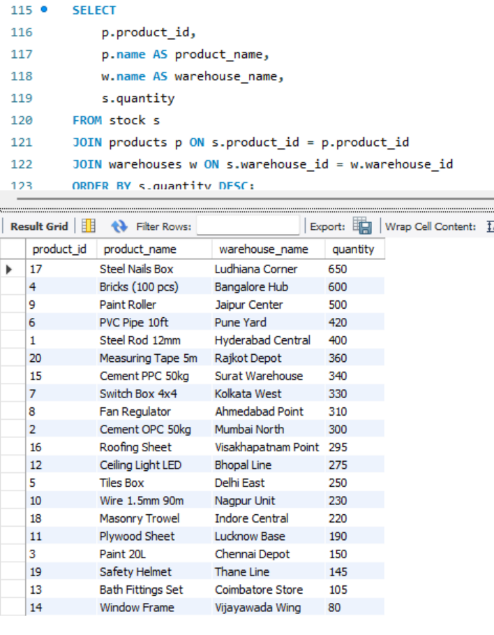 115 SELECT
116 p.product_id,
117 p.name AS product_name,
118 w.name AS warehouse_name,
119 s.quantity
120 FROM stock s
121 JOIN products p ON s.product_id = p.product_id
122 JOIN warehouses w ON s.warehouse_id = w.warehouse_id
123 ORDER BY s.quantity DESC;
Result Grid Filter Rows: Export: Wrap Cell Content:
product_id product_name warehouse_name quantity
17 Steel Nails Box Ludhiana Corner 650
4 Bricks (100 pcs) Bangalore Hub 600
9 Paint Roller Jaipur Center 500
6 PVC Pipe 10ft Pune Yard 420
1 Steel Rod 12mm Hyderabad Central 400
20 Measuring Tape 5m Rajkot Depot 360
15 Cement PPC 50kg Surat Warehouse 340
7 Switch Box 4x4 Kolkata West 330
8 Fan Regulator Ahmedabad Point 310
2 Cement OPC 50kg Mumbai North 300
16 Roofing Sheet Visakhapatnam Point 295
12 Ceiling Light LED Bhopal Line 275
5 Tiles Box Delhi East 250
10 Wire 1.5mm 90m Nagpur Unit 230
18 Masonry Trowel Indore Central 220
11 Plywood Sheet Lucknow Base 190
3 Paint 20L Chennai Depot 150
19 Safety Helmet Thane Line 145
13 Bath Fittings Set Coimbatore Store 105
14 Window Frame Vijayawada Wing 80